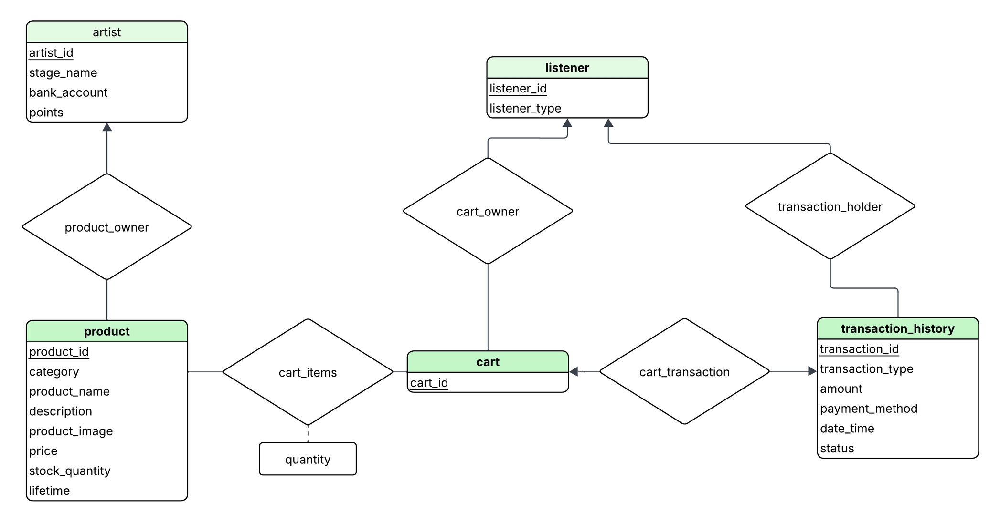 artist
artist_id
stage_name
bank_account
points
listener
listener_id
listener_type
product_owner
cart_owner
transaction_holder
product
product_id
category
product_name
description
product_image
price
stock_quantity
lifetime
cart_items
quantity
cart
cart_id
cart_transaction
transaction_history
transaction_id
transaction_type
amount
payment_method
date_time
status